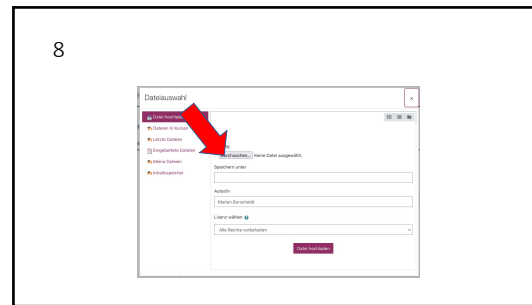 8
Dateiauswahl
×
Datei hochladen
Dateien in Kursen
Letzte Dateien
Eingebettete Dateien
Meine Dateien
Inhaltsspeicher
Durchsuchen... Keine Datei ausgewählt.
Speichern unter
Autor/in
Marion Burscheidt
Lizenz wählen
Alle Rechte vorbehalten
Datei hochladen